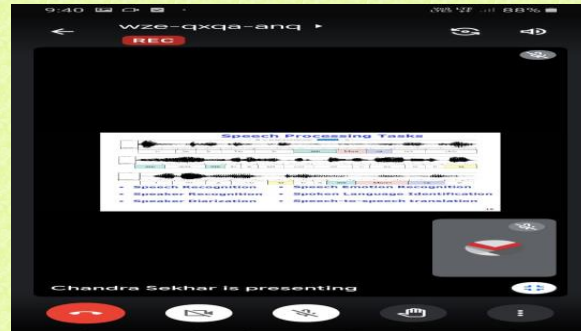 9:40 88%
wze-qxqa-anq
REC
Speech Processing Tasks
• Speech Recognition • Speech Emotion Recognition
• Speaker Recognition • Spoken Language Identification
• Speaker Diarization • Speech-to-speech translation
Chandra Sekhar is presenting